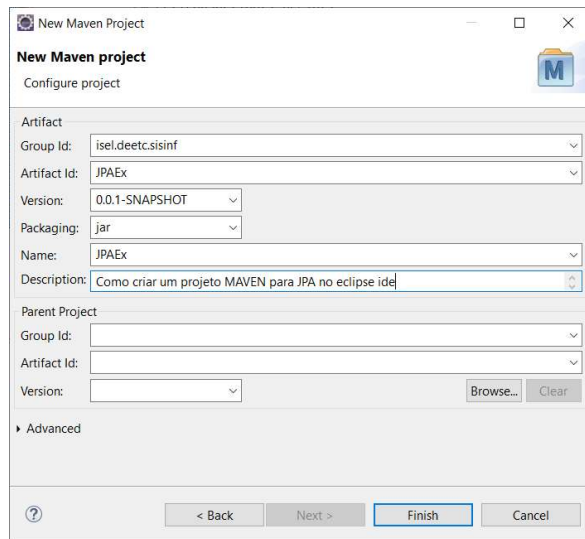 New Maven Project
New Maven project
Configure project
M
Artifact
Group Id: isel.deetc.sisinf
Artifact Id: JPAEx
Version: 0.0.1-SNAPSHOT
Packaging: jar
Name: JPAEx
Description: Como criar um projeto MAVEN para JPA no eclipse ide
Parent Project
Group Id:
Artifact Id:
Version: Browse... Clear
Advanced
? < Back Next > Finish Cancel